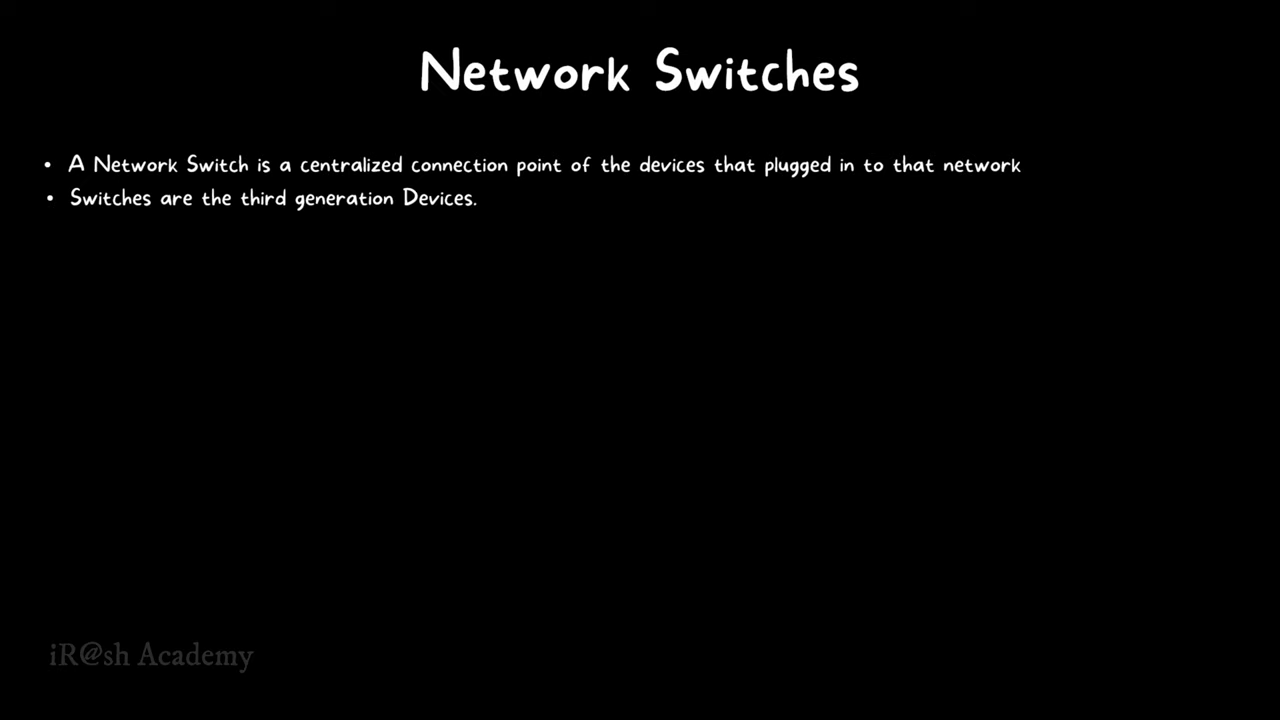 Network Switches
• A Network Switch is a centralized connection point of the devices that plugged in to that network
• Switches are the third generation Devices.
iR@sh Academy